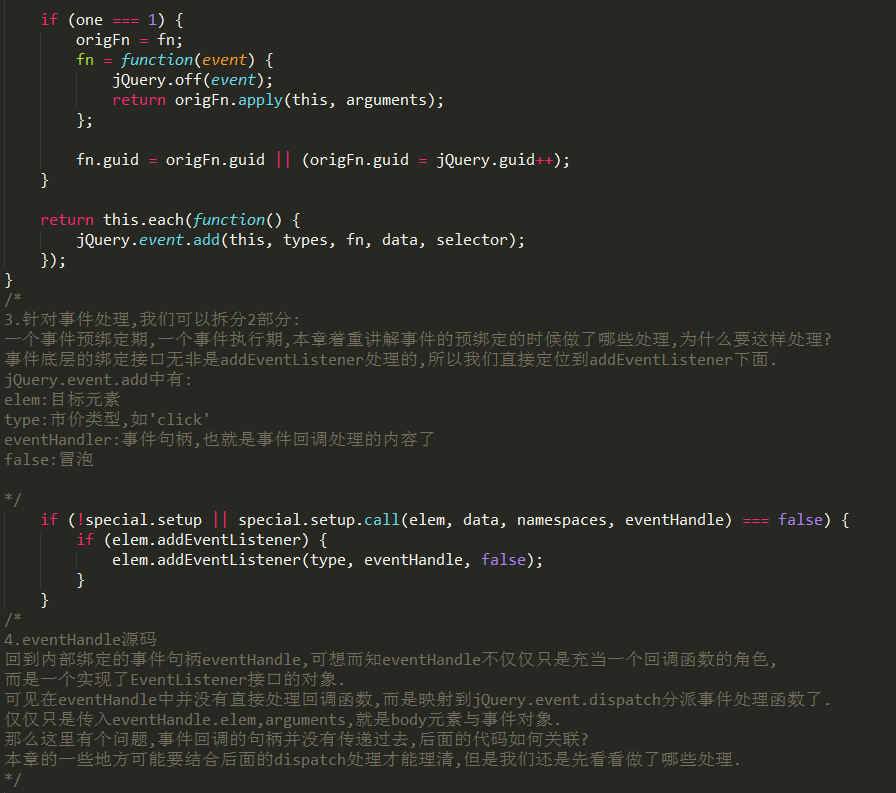 if (one === 1) {
origFn = fn;
fn = function(event) {
jQuery.off(event);
return origFn.apply(this, arguments);
};
fn.guid = origFn.guid || (origFn.guid = jQuery.guid++);
}
return this.each(function() {
jQuery.event.add(this, types, fn, data, selector);
});
}
/*
3.针对事件处理,我们可以拆分2部分:
一个事件预绑定期,一个事件执行期,本章着重讲解事件的预绑定的时候做了哪些处理,为什么要这样处理?
事件底层的绑定接口无非是addEventListener处理的,所以我们直接定位到addEventListener下面.
jQuery.event.add中有:
elem:目标元素
type:市价类型,如'click'
eventHandler:事件句柄,也就是事件回调处理的内容了
false:冒泡
*/
if (!special.setup || special.setup.call(elem, data, namespaces, eventHandle) === false) {
if (elem.addEventListener) {
elem.addEventListener(type, eventHandle, false);
}
}
/*
4.eventHandle源码
回到内部绑定的事件句柄eventHandle,可想而知eventHandle不仅仅只是充当一个回调函数的角色,
而是一个实现了EventListener接口的对象.
可见在eventHandle中并没有直接处理回调函数,而是映射到jQuery.event.dispatch分派事件处理函数了.
仅仅只是传入eventHandle.elem,arguments,就是body元素与事件对象.
那么这里有个问题,事件回调的句柄并没有传递过去,后面的代码如何关联?
本章的一些地方可能要结合后面的dispatch处理才能理清,但是我们还是先看看做了哪些处理.
*/